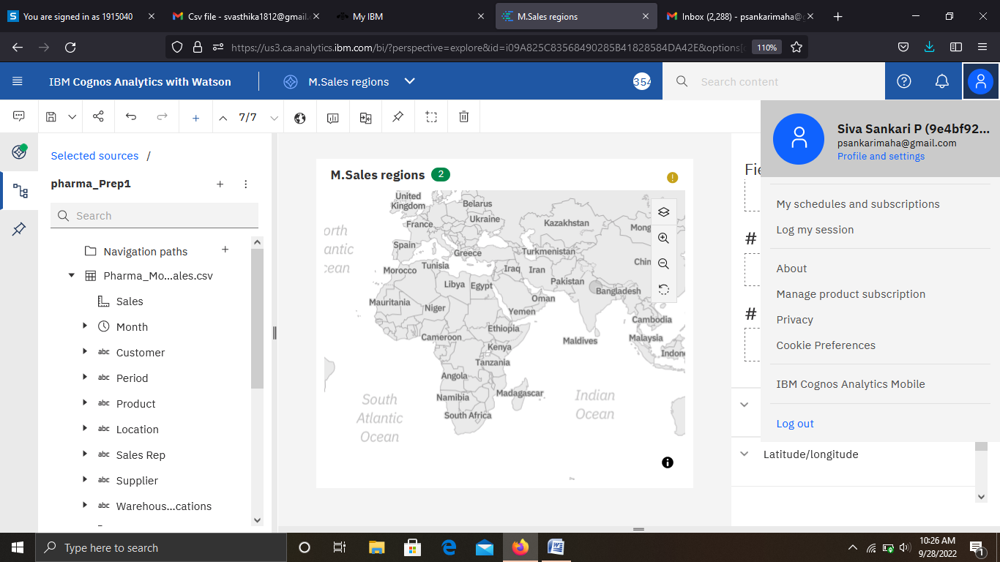 You are signed in as 1915040
Csv file - svasthika1812@gmail.c
My IBM
M.Sales regions
Inbox (2,288) - psankarimaha@g
https://us3.ca.analytics.ibm.com/bi/?perspective=explore&id=i09A825C83568490285B41828584DA42E&options[c
110%
IBM Cognos Analytics with Watson
M.Sales regions
354
Search content
7/7
Siva Sankari P (9e4bf92...
psankarimaha@gmail.com
Profile and settings
My schedules and subscriptions
Log my session
About
Manage product subscription
Privacy
Cookie Preferences
IBM Cognos Analytics Mobile
Log out
Selected sources /
pharma_Prep1
Search
Navigation paths
Pharma_Mo...ales.csv
Sales
Month
abc Customer
abc Period
abc Product
abc Location
abc Sales Rep
abc Supplier
abc Warehous...cations
M.Sales regions 2
United
Kingdom
Belarus
Ukraine
Kazakhstan
France
Mong
orth
antic
cean
Spain
Greece
Turkmenistan
Chin
Morocco
Tunisia
Iraq
Iran
Pakistan
Libya
Egypt
Bangladesh
Mauritania
Niger
Oman
Yemen
Cambodia
Ethiopia
Cameroon
Maldives
Malaysia
Kenya
Indon
Tanzania
Angola
Namibia
Madagascar
South Africa
South
Atlantic
Ocean
Indian
Ocean
Fie
#
#
Latitude/longitude
Type here to search
10:26 AM
9/28/2022
1